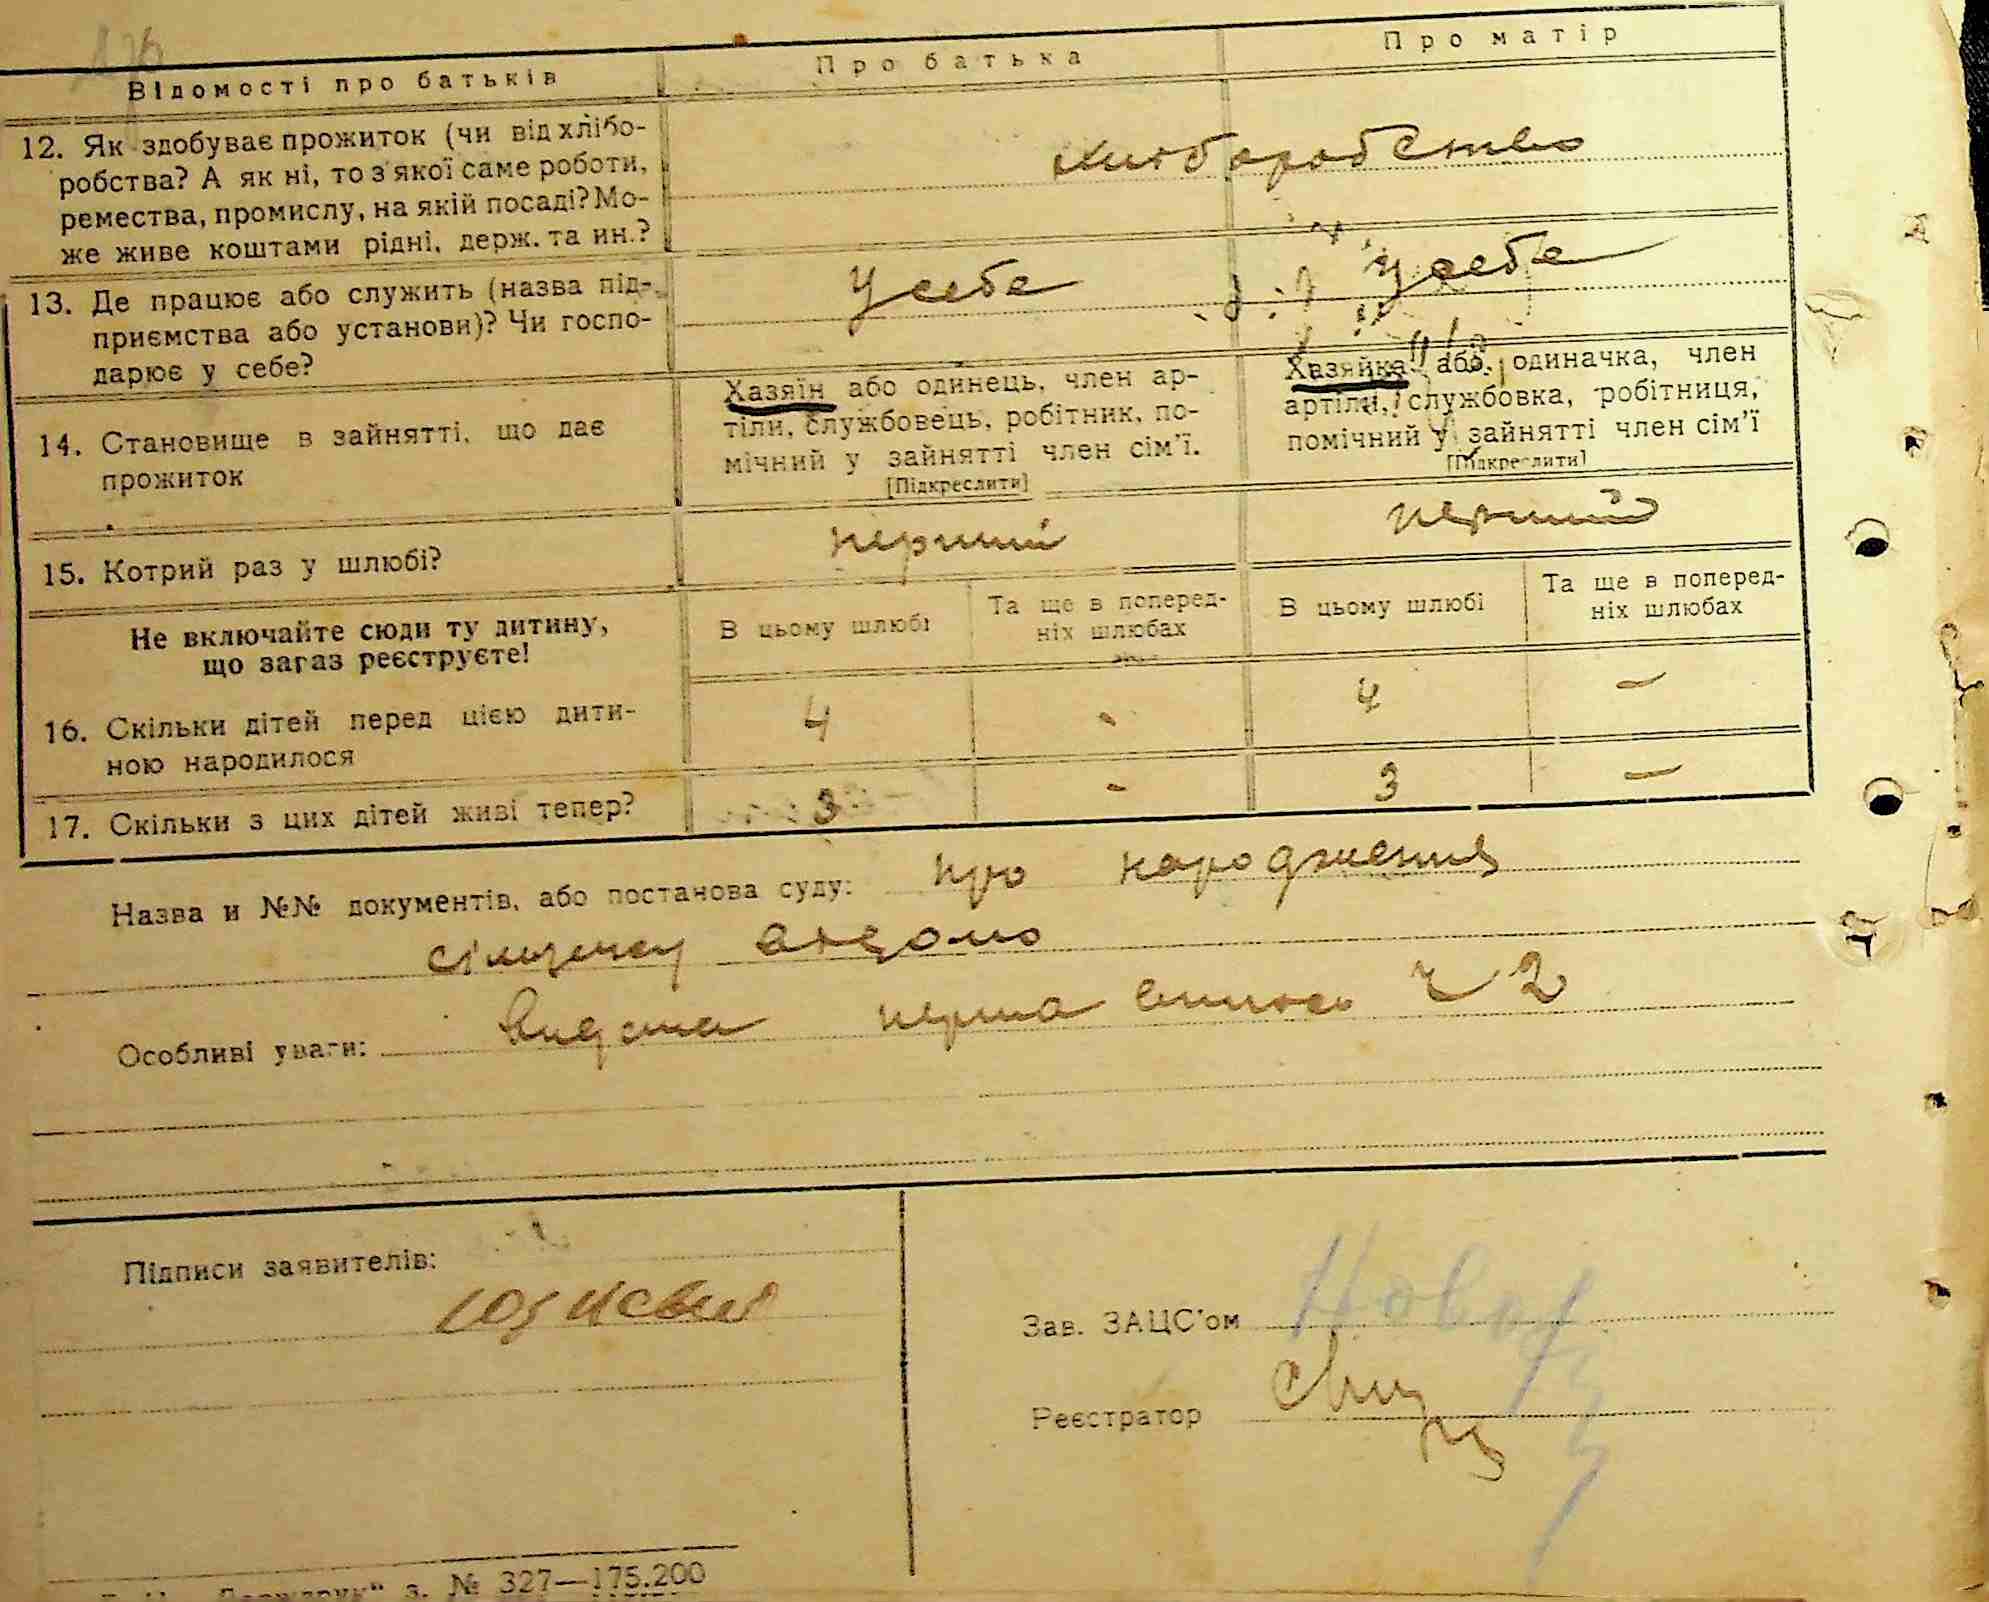 Відомості про батьків Про батька Про матір
12. Як здобуває прожиток (чи від хлібо-
робства? А як ні, то з якої саме роботи,
ремества, промислу, на якій посаді? Мо-
же живе коштами рідні, держ. та ин.?
хліборобство
13. Де працює або служить (назва під-
приємства або установи)? Чи госпо-
дарює у себе?
У себе У себе
14. Становище в зайнятті, що дає
прожиток
Хазяїн або одинець, член ар-
тіли, службовець, робітник, по-
мічний у зайнятті член сім'ї.
[Підкреслити]
Хазяйка або одиначка, член
артіли, службовка, робітниця,
помічний у зайнятті член сім'ї
[Підкреслити]
15. Котрий раз у шлюбі? перший перший
Не включайте сюди ту дитину,
що зараз реєструєте!
В цьому шлюбі
Та ще в поперед-
ніх шлюбах
В цьому шлюбі
Та ще в поперед-
ніх шлюбах
16. Скільки дітей перед цією дити-
ною народилося
4 - 4 -
17. Скільки з цих дітей живі тепер? 3 - 3 -
Назва и №№ документів, або постанова суду: про народження
відомо
Особливі уваги: перша ч 2
Підписи заявителів:
Зав. ЗАЦС'ом
Реєстратор
з. № 327—175.200